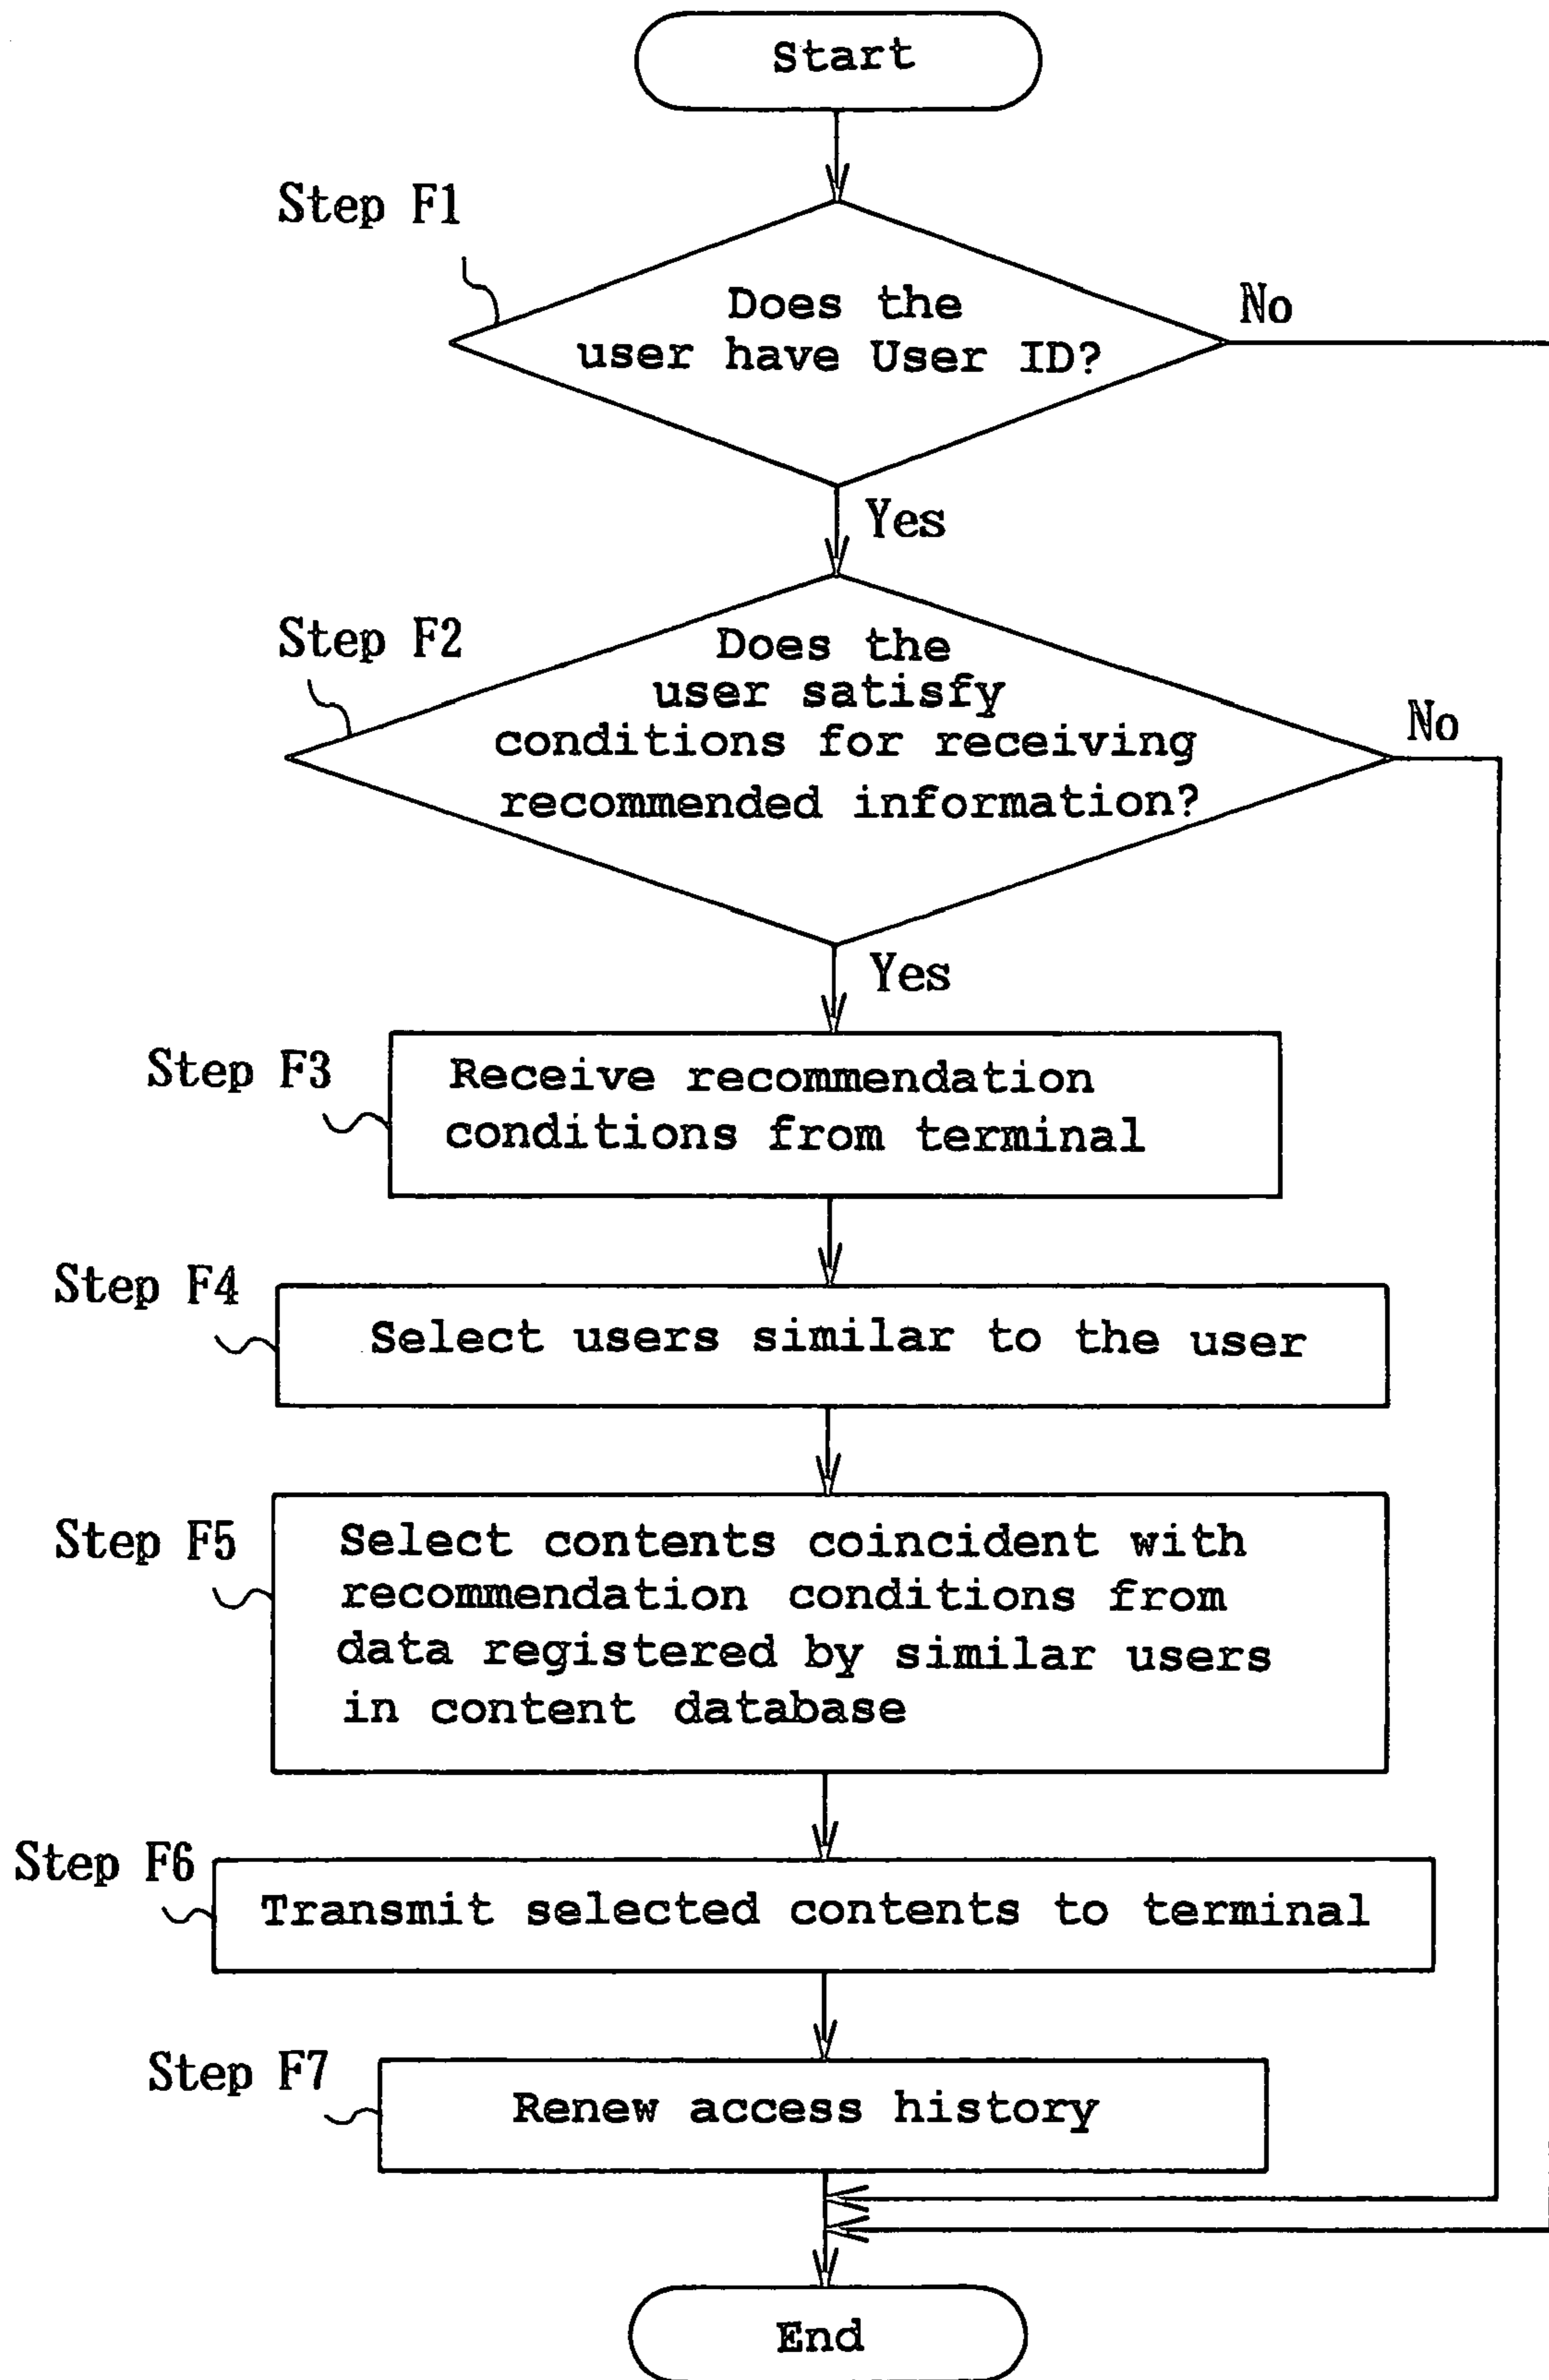 Start
Step F1
Does the
user have User ID?
No
Yes
Step F2
Does the
user satisfy
conditions for receiving
recommended information?
No
Yes
Step F3
Receive recommendation
conditions from terminal
Step F4
Select users similar to the user
Step F5
Select contents coincident with
recommendation conditions from
data registered by similar users
in content database
Step F6
Transmit selected contents to terminal
Step F7
Renew access history
End